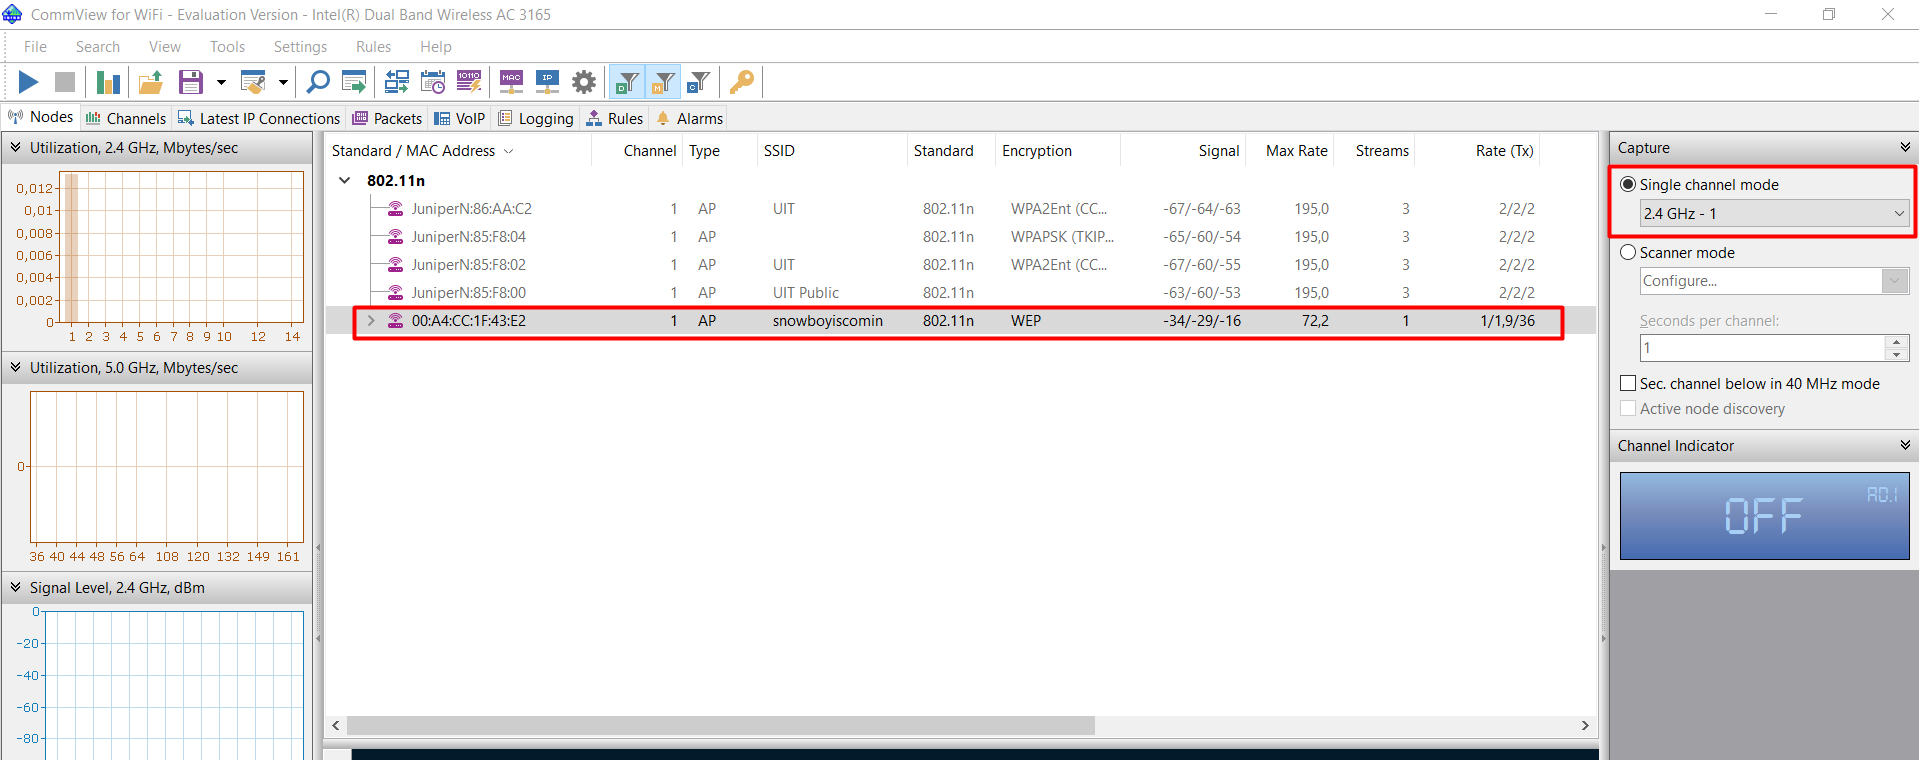 CommView for WiFi - Evaluation Version - Intel(R) Dual Band Wireless AC 3165
File Search View Tools Settings Rules Help
10110 MAC IP D M C
Nodes Channels Latest IP Connections Packets VoIP Logging Rules Alarms
Utilization, 2.4 GHz, Mbytes/sec
0,012
0,01
0,008
0,006
0,004
0,002
0
1 2 3 4 5 6 7 8 9 10 12 14
Utilization, 5.0 GHz, Mbytes/sec
0
36 40 44 48 56 64 108 120 132 149 161
Signal Level, 2.4 GHz, dBm
0
-20
-40
-60
-80
Standard / MAC Address Channel Type SSID Standard Encryption Signal Max Rate Streams Rate (Tx)
802.11n
JuniperN:86:AA:C2 1 AP UIT 802.11n WPA2Ent (CC... -67/-64/-63 195,0 3 2/2/2
JuniperN:85:F8:04 1 AP 802.11n WPAPSK (TKIP... -65/-60/-54 195,0 3 2/2/2
JuniperN:85:F8:02 1 AP UIT 802.11n WPA2Ent (CC... -67/-60/-55 195,0 3 2/2/2
JuniperN:85:F8:00 1 AP UIT Public 802.11n -63/-60/-53 195,0 3 2/2/2
00:A4:CC:1F:43:E2 1 AP snowboyiscomin 802.11n WEP -34/-29/-16 72,2 1 1/1,9/36
Capture
Single channel mode
2.4 GHz - 1
Scanner mode
Configure...
Seconds per channel:
1
Sec. channel below in 40 MHz mode
Active node discovery
Channel Indicator
A0.1
OFF